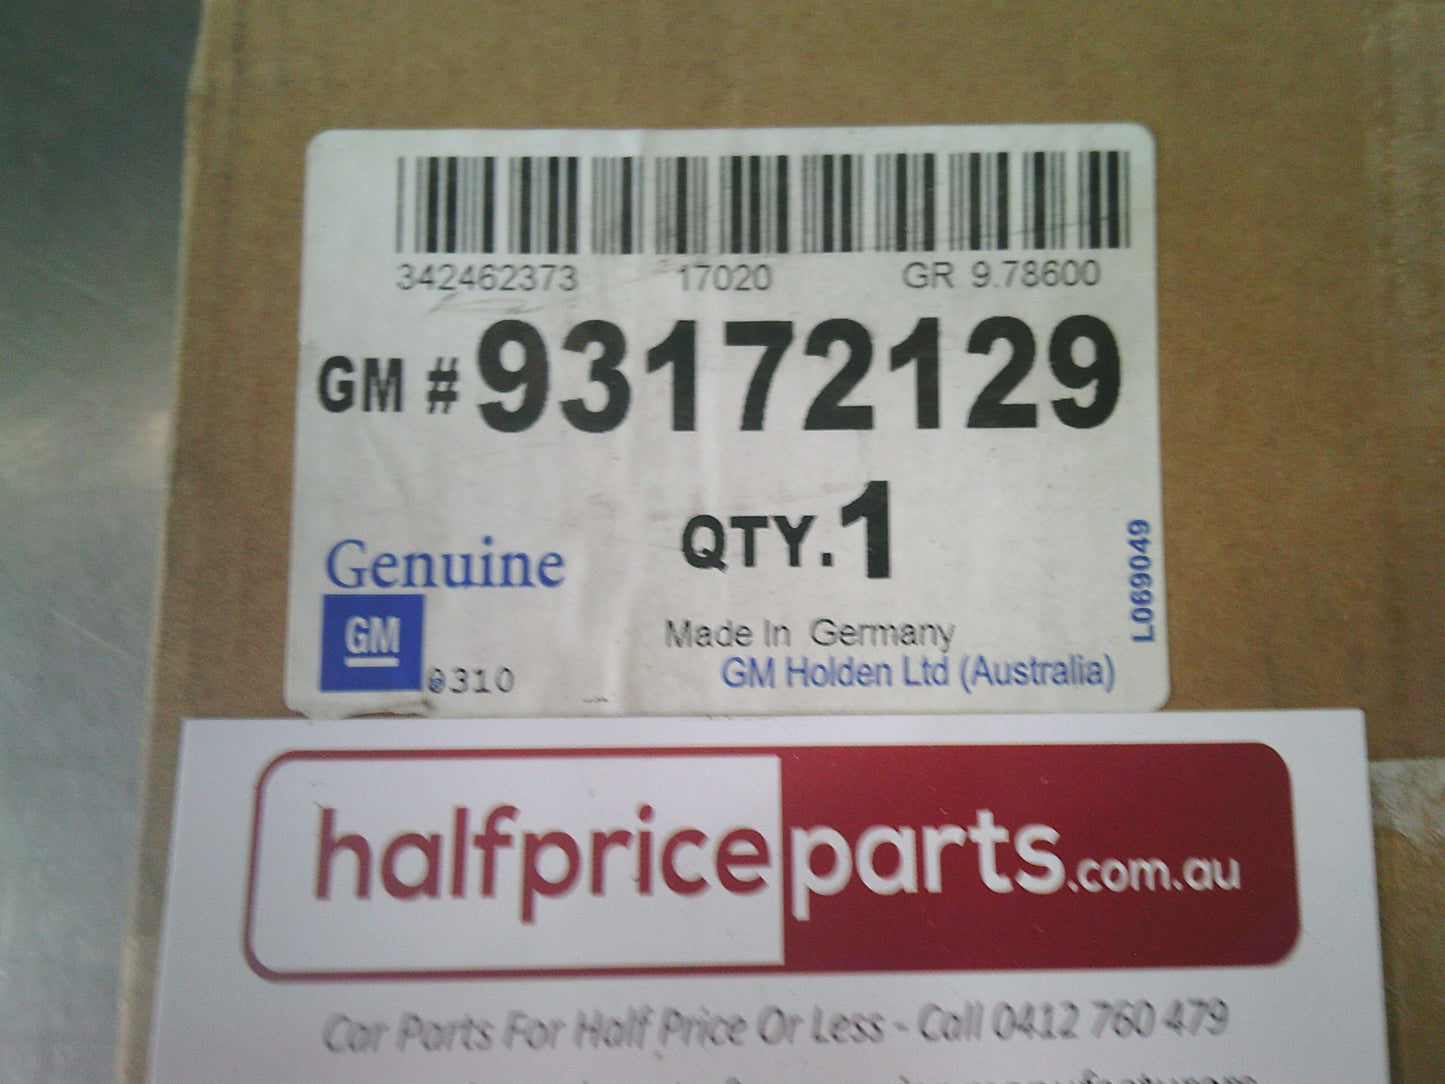 342462373 17020 GR 9.78600
GM # 93172129
QTY. 1
Genuine
GM
0310
Made In Germany
GM Holden Ltd (Australia)
L069049
halfpriceparts.com.au
Car Parts For Half Price Or Less - Call 0412 760 479